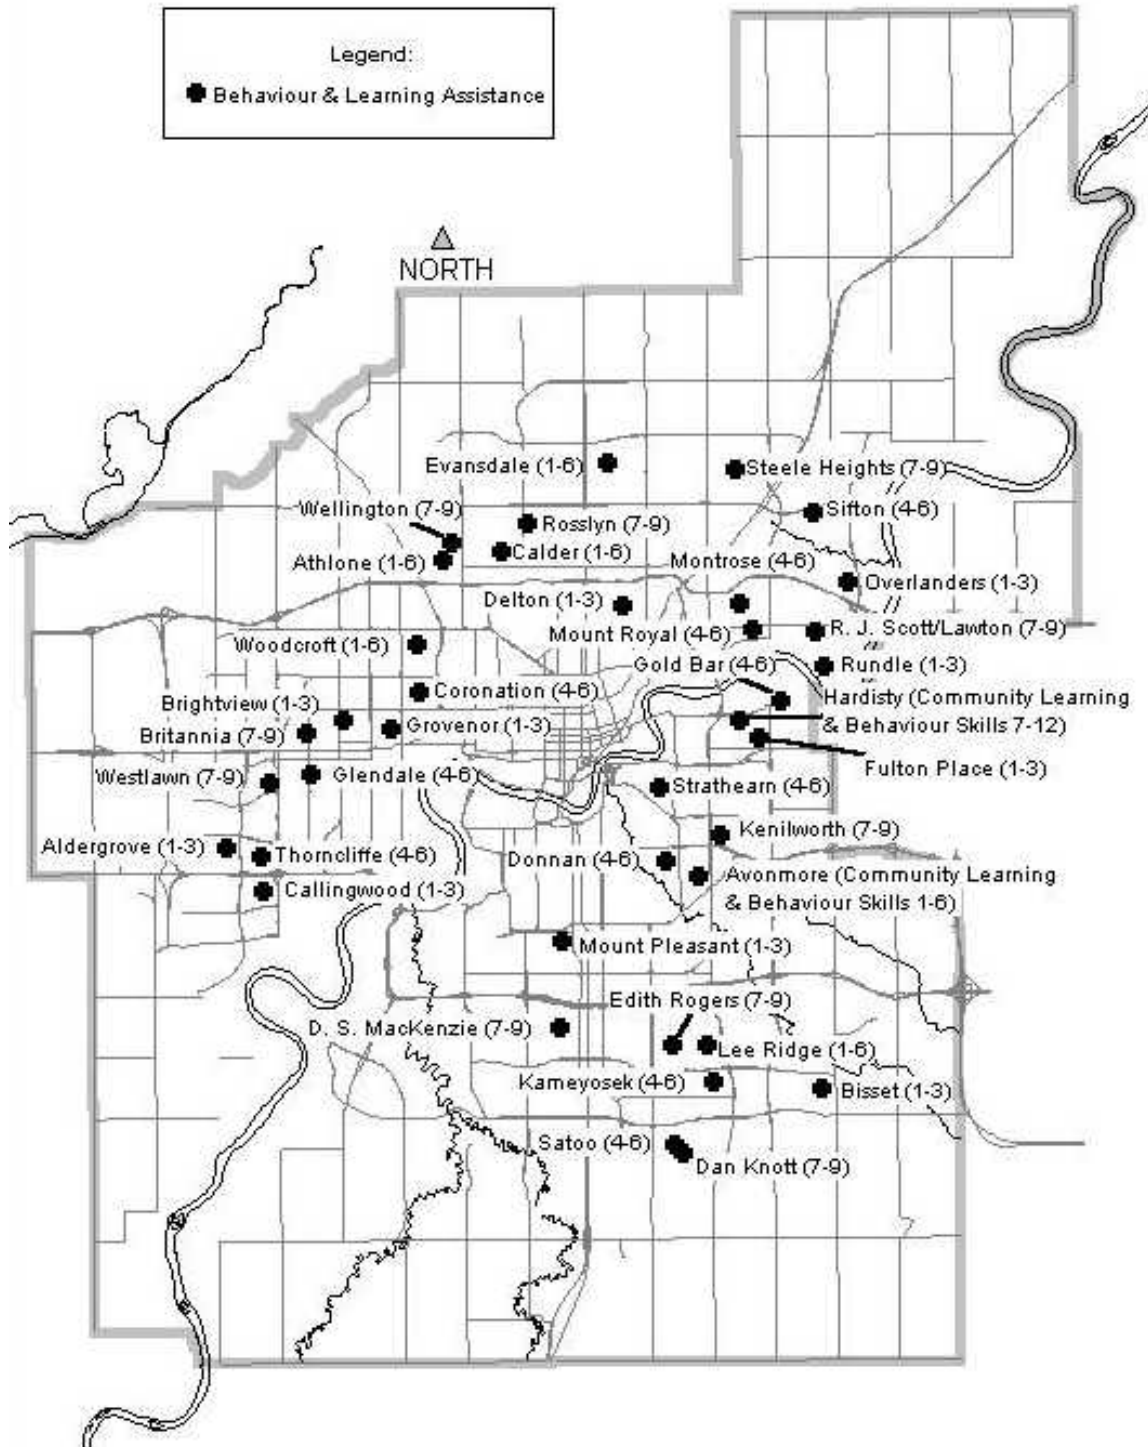 Legend:
Behaviour & Learning Assistance
NORTH
Evansdale (1-6)
Steele Heights (7-9)
Wellington (7-9)
Rosslyn (7-9)
Sifton (4-6)
Athlone (1-6)
Calder (1-6)
Montrose (4-6)
Overlanders (1-3)
Delton (1-3)
Mount Royal (4-6)
R. J. Scott/Lawton (7-9)
Woodcroft (1-6)
Gold Bar (4-6)
Rundle (1-3)
Coronation (4-6)
Hardisty (Community Learning
& Behaviour Skills 7-12)
Brightview (1-3)
Britannia (7-9)
Grovenor (1-3)
Fulton Place (1-3)
Westlawn (7-9)
Glendale (4-6)
Strathearn (4-6)
Kenilworth (7-9)
Aldergrove (1-3)
Thorncliffe (4-6)
Donnan (4-6)
Avonmore (Community Learning
& Behaviour Skills 1-6)
Callingwood (1-3)
Mount Pleasant (1-3)
Edith Rogers (7-9)
D. S. MacKenzie (7-9)
Lee Ridge (1-6)
Kameyosek (4-6)
Bisset (1-3)
Satoo (4-6)
Dan Knott (7-9)